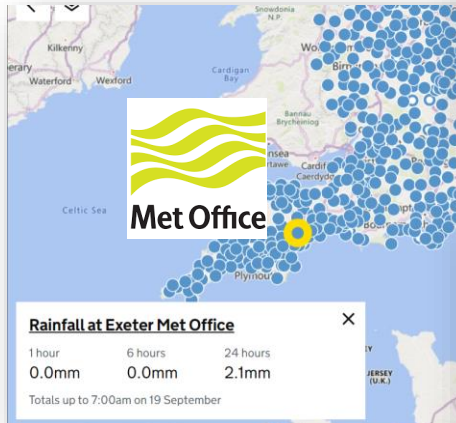 Snowdonia
N.P.
Kilkenny
Waterford
Wexford
Cardigan
Bay
Bannau
Brycheiniog
Cardiff
Caerdydd
Celtic Sea
Met Office
Plymouth
JERSEY
(U.K.)
Rainfall at Exeter Met Office
1 hour 6 hours 24 hours
0.0mm 0.0mm 2.1mm
Totals up to 7:00am on 19 September